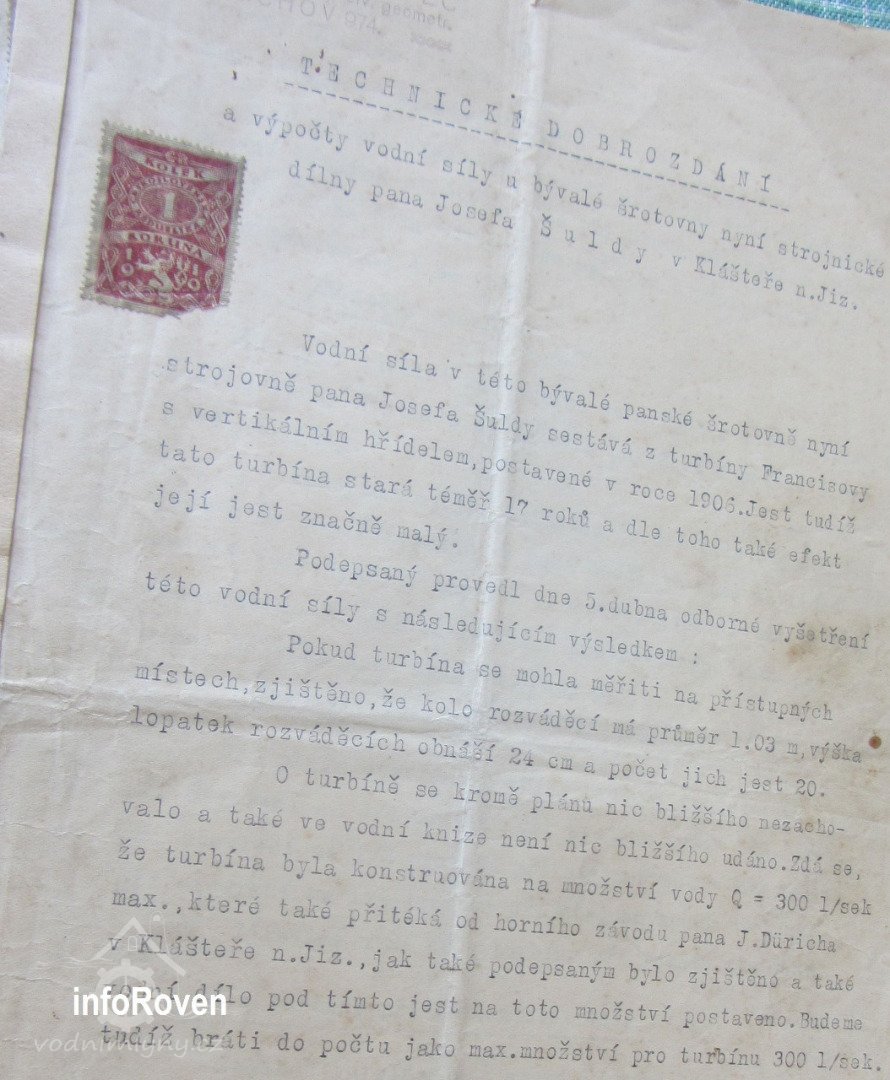 geometr.
974.
TECHNICKÉ DOBROZDÁNÍ
a výpočty vodní síly u bývalé šrotovny nyní strojnické
dílny pana Josefa Šuldy v Klášteře n.Jiz.
KOLEK
1
KORUNA
Vodní síla v této bývalé panské šrotovně nyní
strojovně pana Josefa Šuldy sestává z turbíny Francisovy
s vertikálním hřídelem,postavené v roce 1906.Jest tudíž
tato turbína stará téměř 17 roků a dle toho také efekt
její jest značně malý.
Podepsaný provedl dne 5.dubna odborné vyšetření
této vodní síly s následujícím výsledkem :
Pokud turbína se mohla měřiti na přístupných
místech,zjištěno,že kolo rozváděcí má průměr 1.03 m,výška
lopatek rozváděcích obnáší 24 cm a počet jich jest 20.
O turbíně se kromě plánu nic bližšího nezacho-
valo a také ve vodní knize není nic bližšího udáno.Zdá se,
že turbína byla konstruována na množství vody Q = 300 l/sek
max.,které také přitéká od horního závodu pana J.Düricha
v Klášteře n.Jiz.,jak také podepsaným bylo zjištěno a také
vodní dílo pod tímto jest na toto množství postaveno.Budeme
tudíž bráti do počtu jako max.množství pro turbínu 300 l/sek.
infoRoven
vodnimlyny.cz